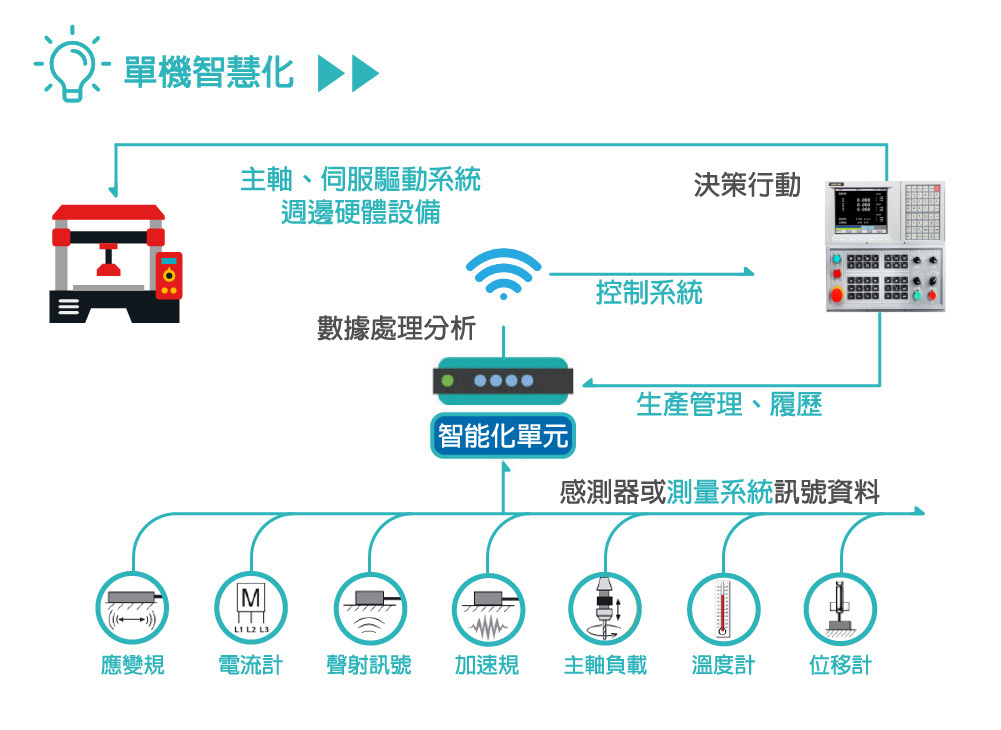 單機智慧化
主軸、伺服驅動系統
週邊硬體設備
決策行動
控制系統
數據處理分析
生產管理、履歷
智能化單元
感測器或測量系統訊號資料
M
L1 L2 L3
應變規
電流計
聲射訊號
加速規
主軸負載
溫度計
位移計